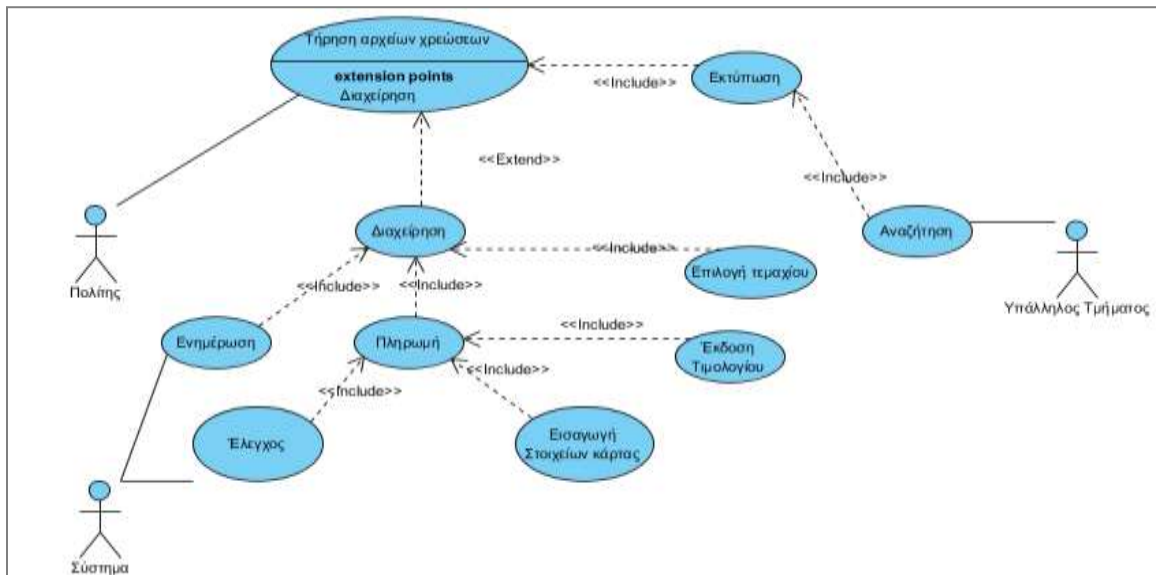 Τήρηση αρχείων χρεώσεων
extension points
Διαχείρηση
<<Include>>
Εκτύπωση
<<Extend>>
<<Include>>
Πολίτης
Διαχείρηση
Αναζήτηση
Υπάλληλος Τμήματος
<<Include>>
Επιλογή τεμαχίου
<<Include>>
<<Include>>
Ενημέρωση
Πληρωμή
<<Include>>
Έκδοση
Τιμολογίου
<<Include>>
<<Include>>
Έλεγχος
Εισαγωγή
Στοιχείων κάρτας
Σύστημα